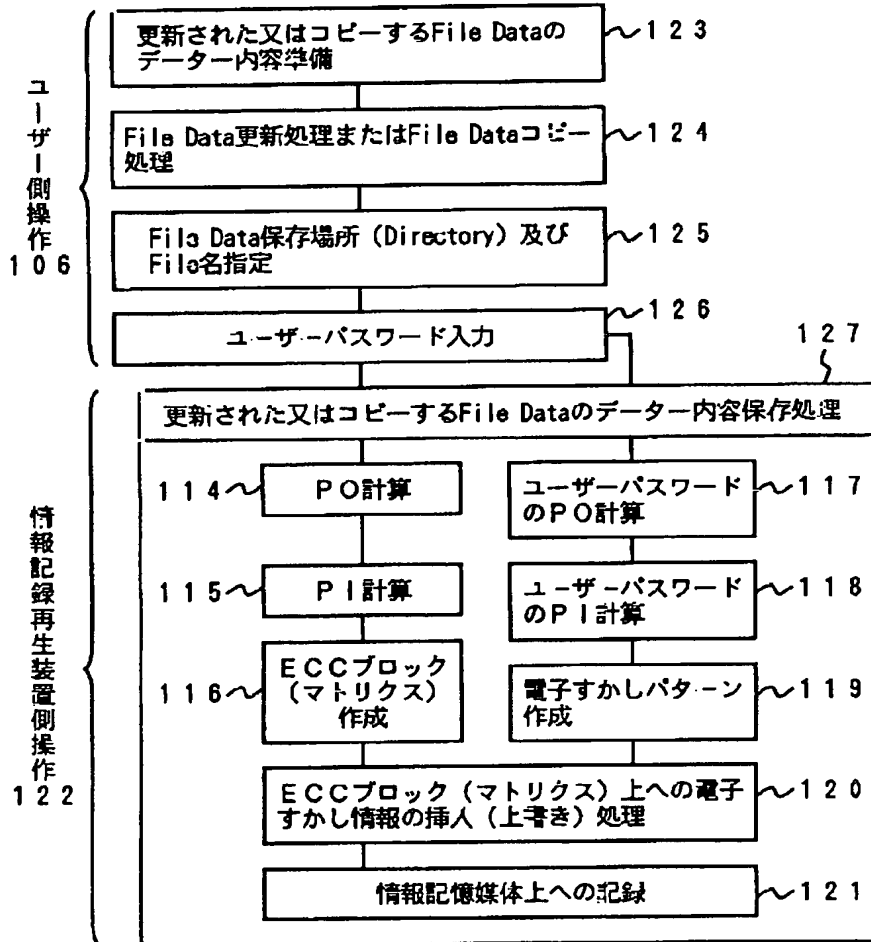 更新された又はコピーするFile Dataの
データー内容準備
123
File Data更新処理またはFile Dataコピー
処理
124
File Data保存場所（Directory）及び
File名指定
125
ユーザーパスワード入力
126
ユーザー側操作
106
127
更新された又はコピーするFile Dataのデーター内容保存処理
114
PO計算
ユーザーパスワード
のPO計算
117
115
PI計算
ユーザーパスワード
のPI計算
118
116
ECCブロック
（マトリクス）
作成
電子すかしパターン
作成
119
ECCブロック（マトリクス）上への電子
すかし情報の挿入（上書き）処理
120
情報記憶媒体上への記録
121
情報記録再生装置側操作
122